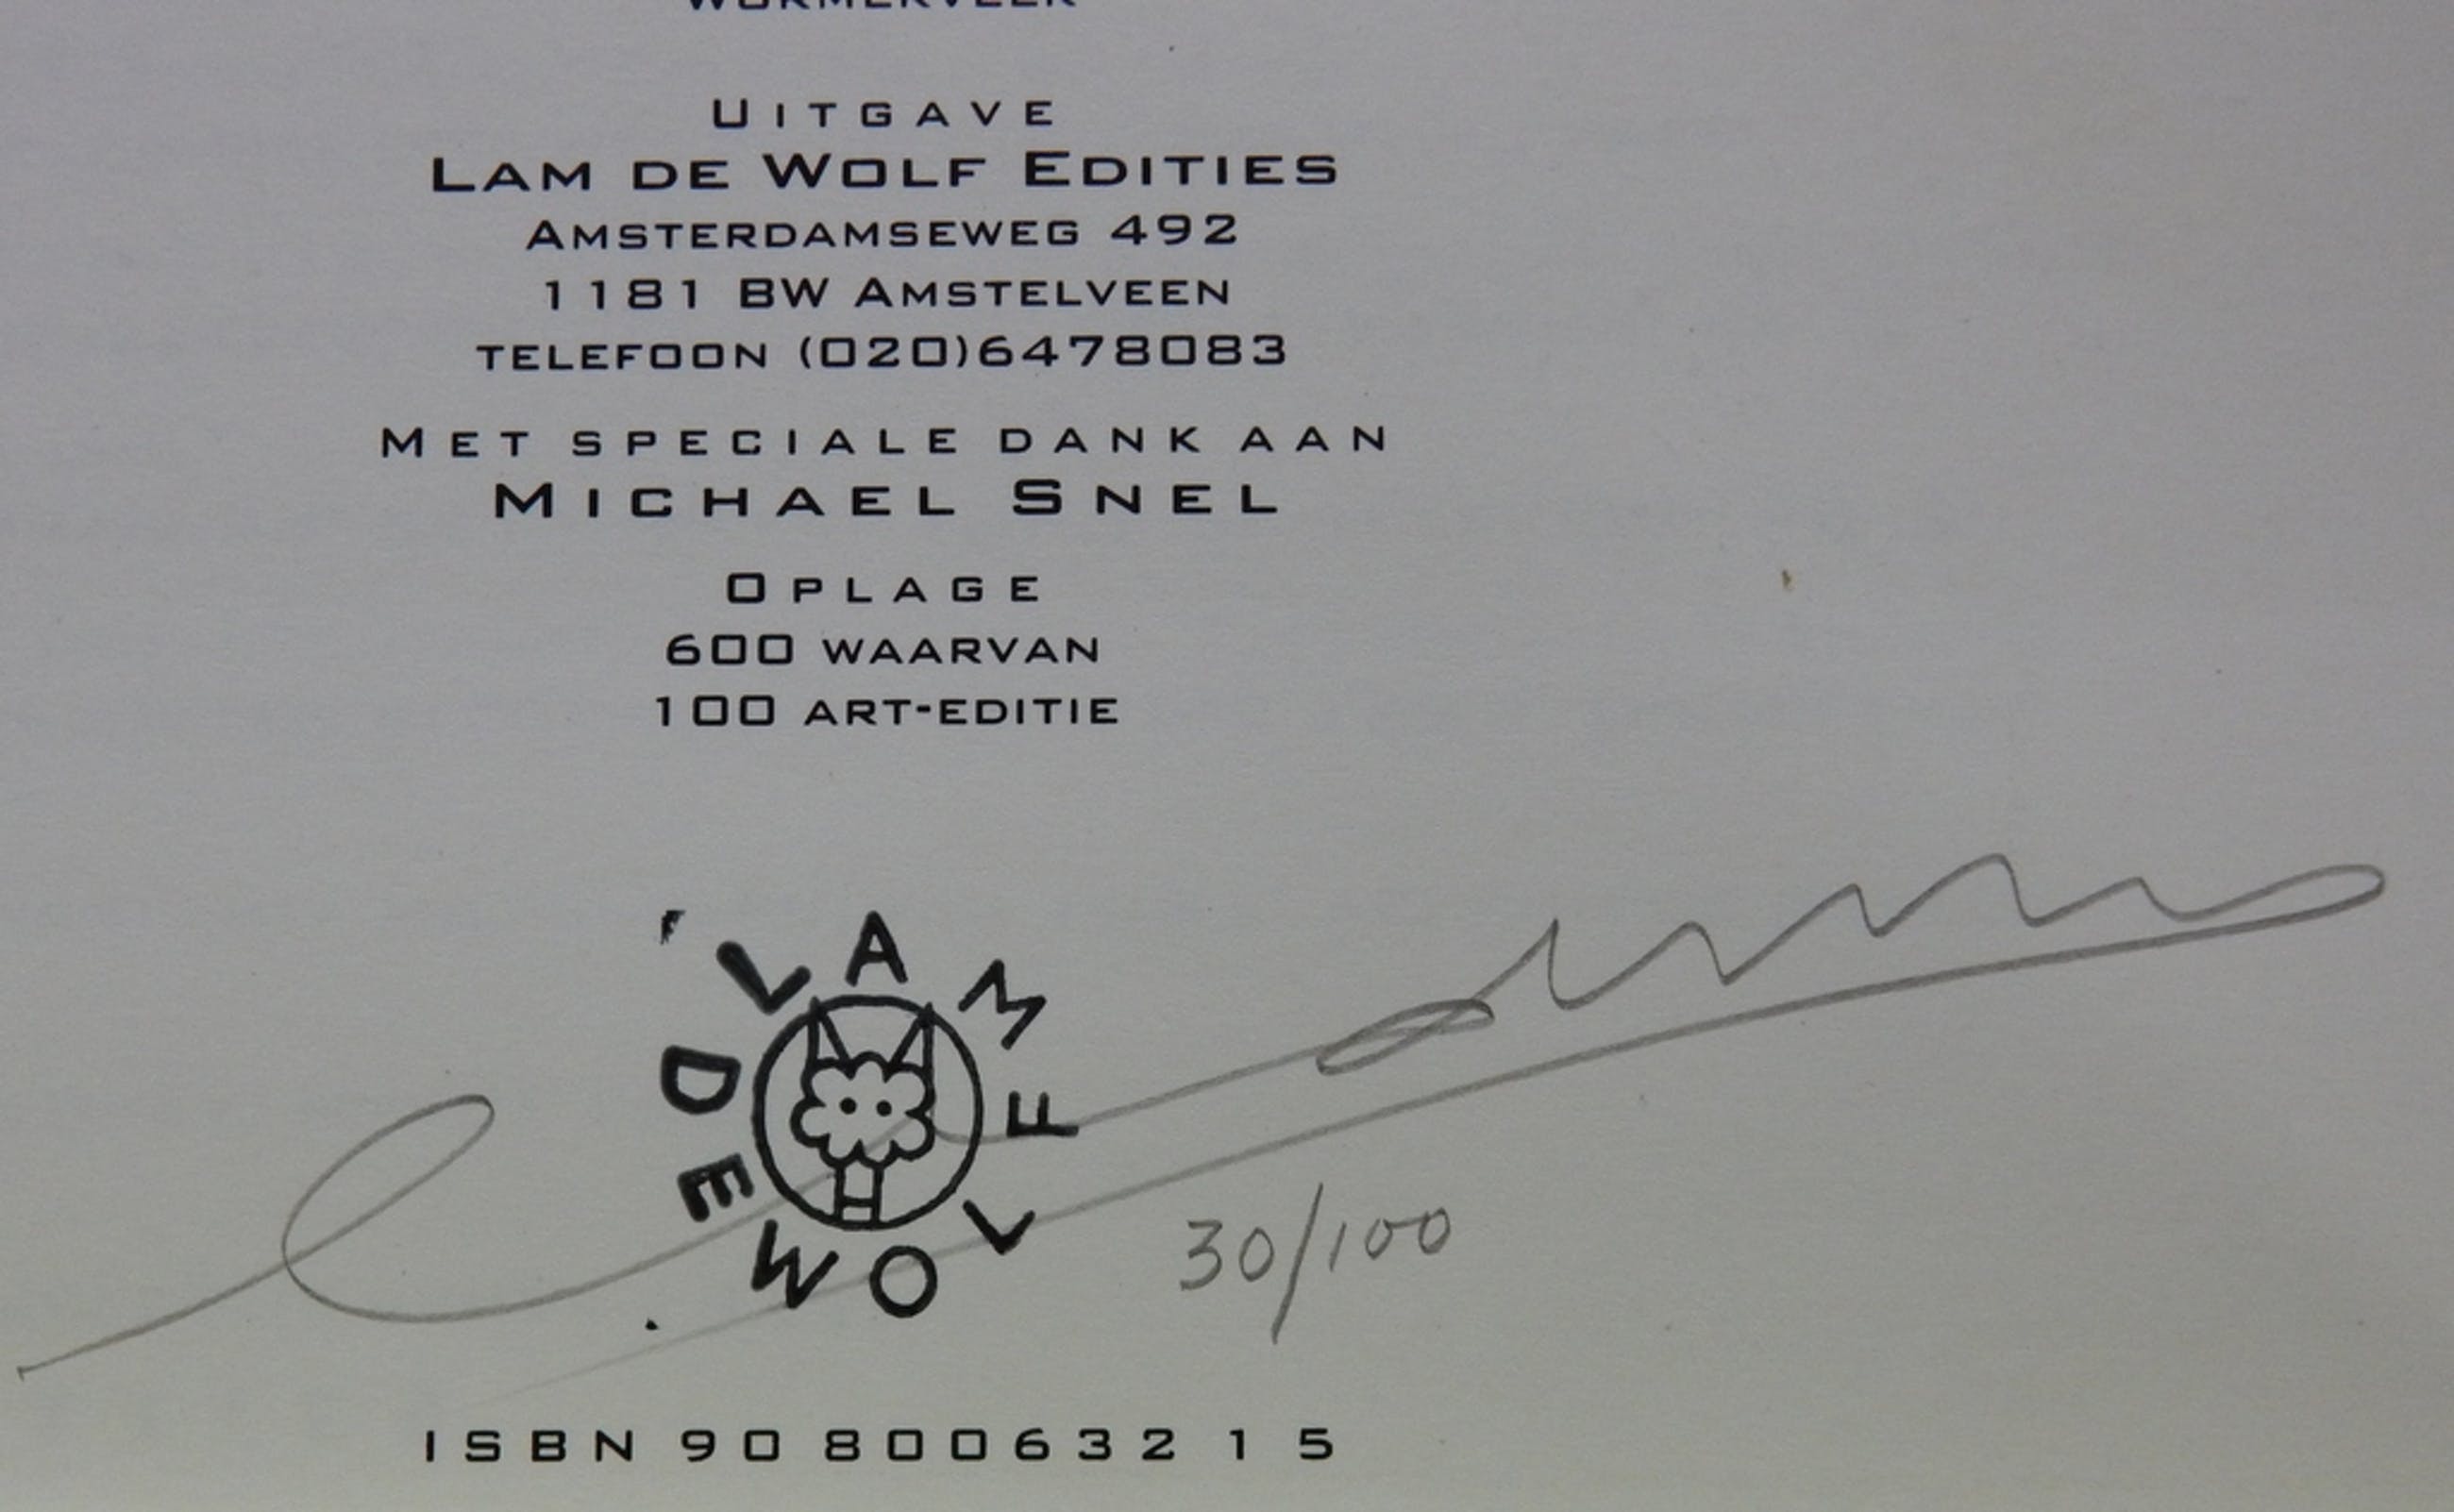 WORMERVEER
UITGAVE
LAM DE WOLF EDITIES
AMSTERDAMSEWEG 492
1181 BW AMSTELVEEN
TELEFOON (020)6478083
MET SPECIALE DANK AAN
MICHAEL SNEL
OPLAGE
600 WAARVAN
100 ART-EDITIE
LAM DE WOLF
30/100
ISBN 90 800632 1 5